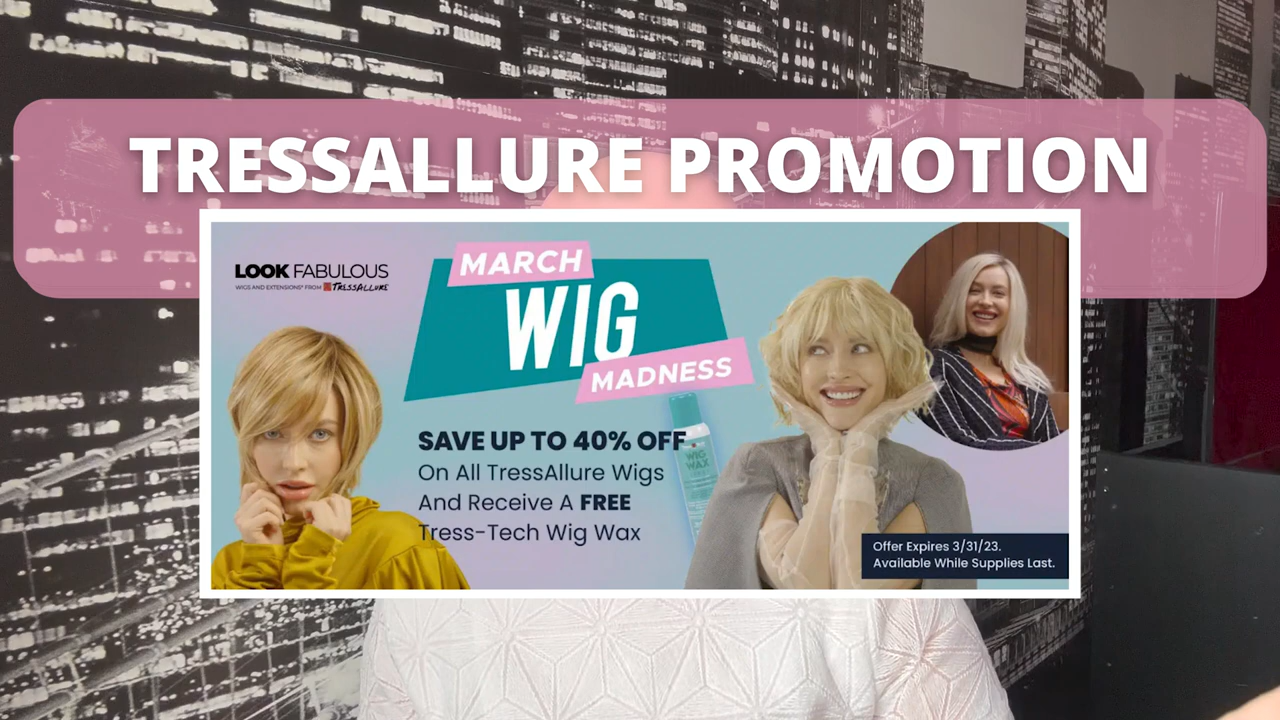 TRESSALLURE PROMOTION
LOOK FABULOUS
WIGS AND EXTENSIONS* FROM TRESSALLURE
MARCH
WIG
MADNESS
SAVE UP TO 40% OFF
On All TressAllure Wigs
And Receive A FREE
Tress-Tech Wig Wax
WIG
WAX
Offer Expires 3/31/23.
Available While Supplies Last.